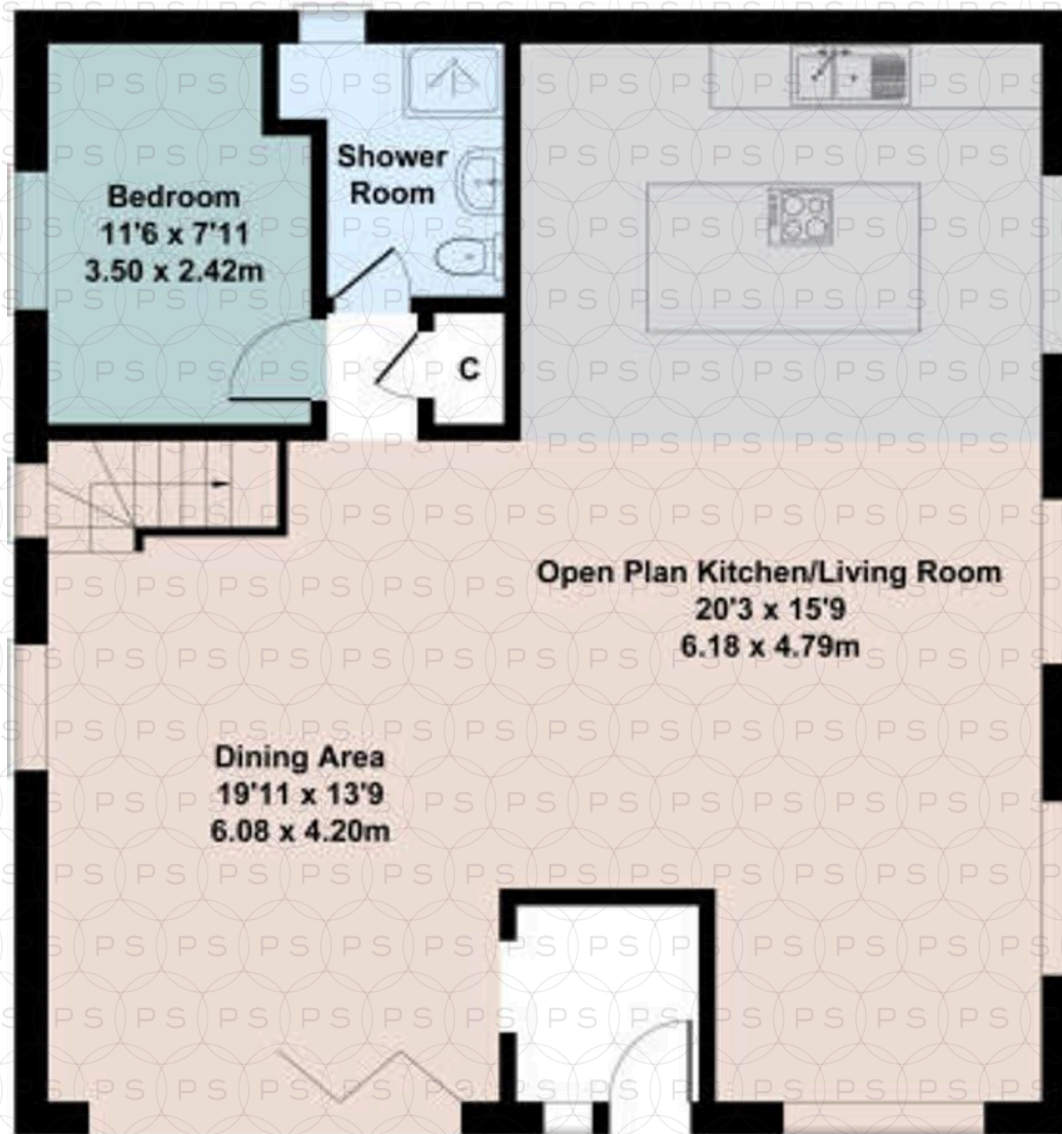 Bedroom
11'6 x 7'11
3.50 x 2.42m
Shower
Room
C
Open Plan Kitchen/Living Room
20'3 x 15'9
6.18 x 4.79m
Dining Area
19'11 x 13'9
6.08 x 4.20m
PS